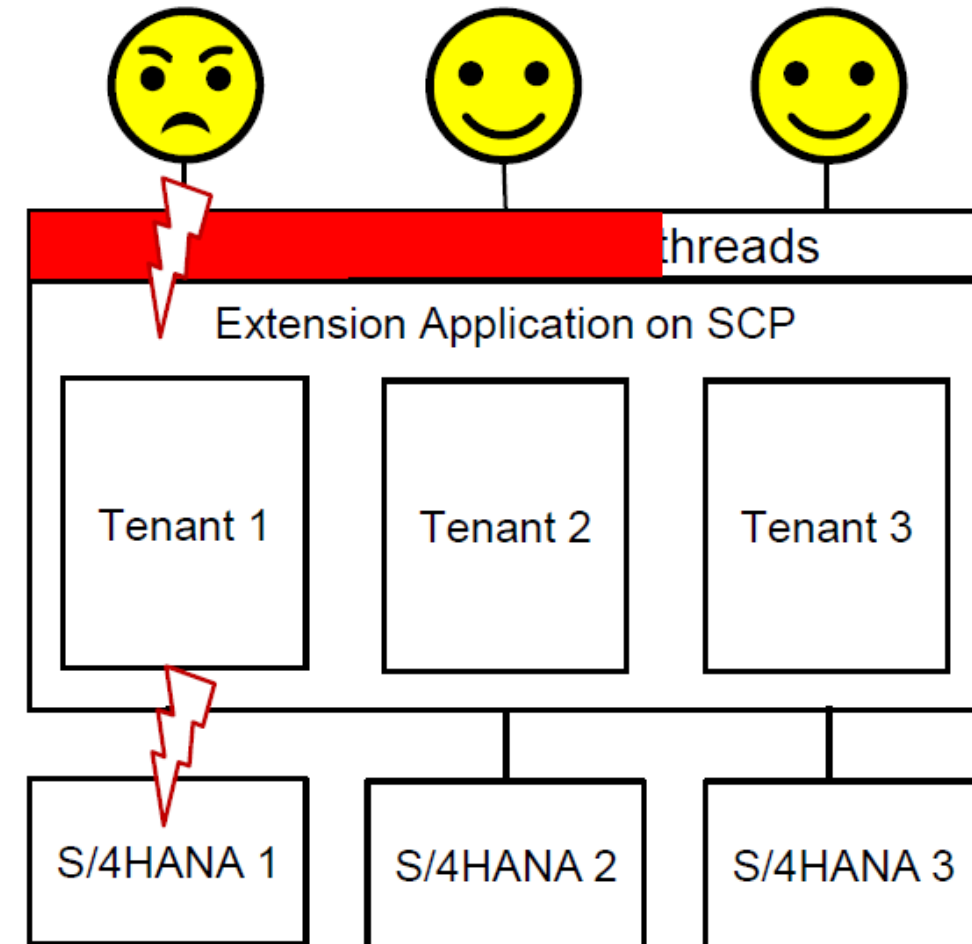 threads
Extension Application on SCP
Tenant 1
Tenant 2
Tenant 3
S/4HANA 1
S/4HANA 2
S/4HANA 3